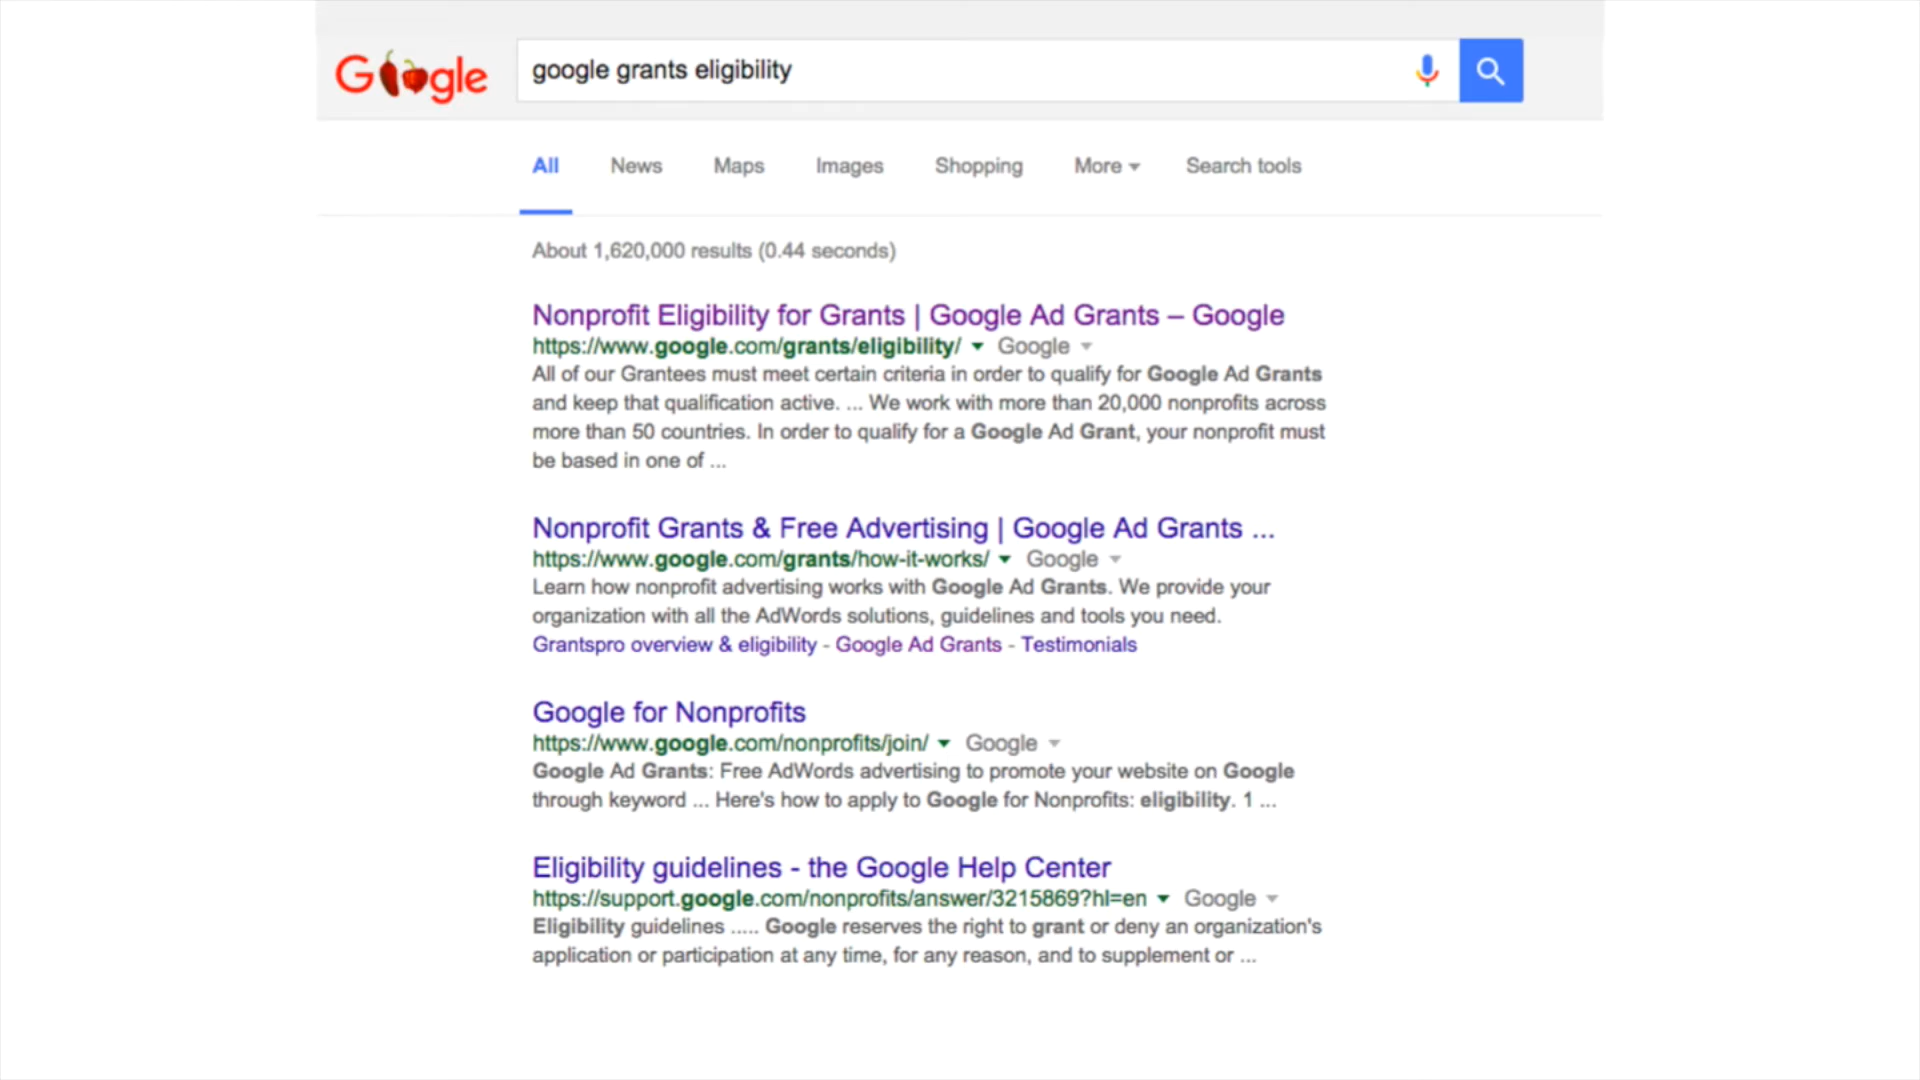 Google
google grants eligibility
All News Maps Images Shopping More Search tools
About 1,620,000 results (0.44 seconds)
Nonprofit Eligibility for Grants | Google Ad Grants – Google
https://www.google.com/grants/eligibility/ Google
All of our Grantees must meet certain criteria in order to qualify for Google Ad Grants
and keep that qualification active. ... We work with more than 20,000 nonprofits across
more than 50 countries. In order to qualify for a Google Ad Grant, your nonprofit must
be based in one of ...
Nonprofit Grants & Free Advertising | Google Ad Grants ...
https://www.google.com/grants/how-it-works/ Google
Learn how nonprofit advertising works with Google Ad Grants. We provide your
organization with all the AdWords solutions, guidelines and tools you need.
Grantspro overview & eligibility - Google Ad Grants - Testimonials
Google for Nonprofits
https://www.google.com/nonprofits/join/ Google
Google Ad Grants: Free AdWords advertising to promote your website on Google
through keyword ... Here's how to apply to Google for Nonprofits: eligibility. 1 ...
Eligibility guidelines - the Google Help Center
https://support.google.com/nonprofits/answer/3215869?hl=en Google
Eligibility guidelines ..... Google reserves the right to grant or deny an organization's
application or participation at any time, for any reason, and to supplement or ...